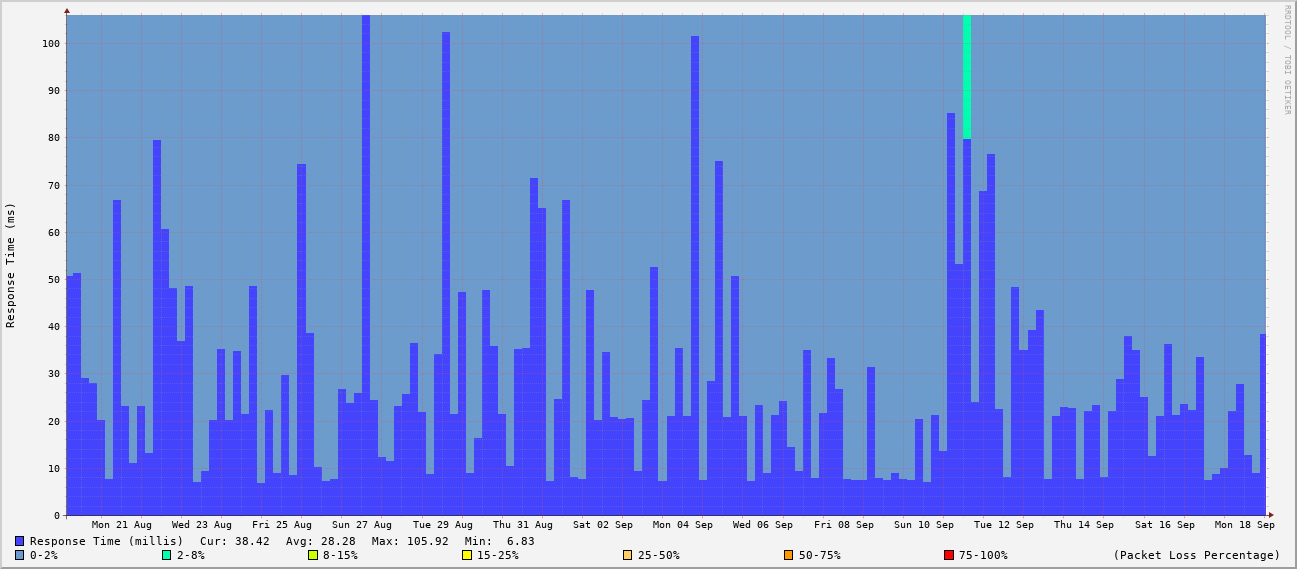 RRDTOOL / TOBI OETIKER
Response Time (ms)
100
90
80
70
60
50
40
30
20
10
0
Mon 21 Aug Wed 23 Aug Fri 25 Aug Sun 27 Aug Tue 29 Aug Thu 31 Aug Sat 02 Sep Mon 04 Sep Wed 06 Sep Fri 08 Sep Sun 10 Sep Tue 12 Sep Thu 14 Sep Sat 16 Sep Mon 18 Sep
Response Time (millis) Cur: 38.42 Avg: 28.28 Max: 105.92 Min: 6.83
0-2% 2-8% 8-15% 15-25% 25-50% 50-75% 75-100% (Packet Loss Percentage)